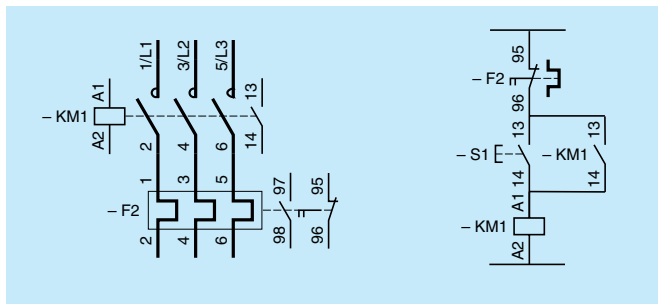 1/L1 3/L2 5/L3
A1 13
– KM1
A2 2 4 6 14
1 3 5 97 95
– F2
2 4 6 98 96
95
– F2
96
13 13
– S1 – KM1
14 14
A1
– KM1
A2